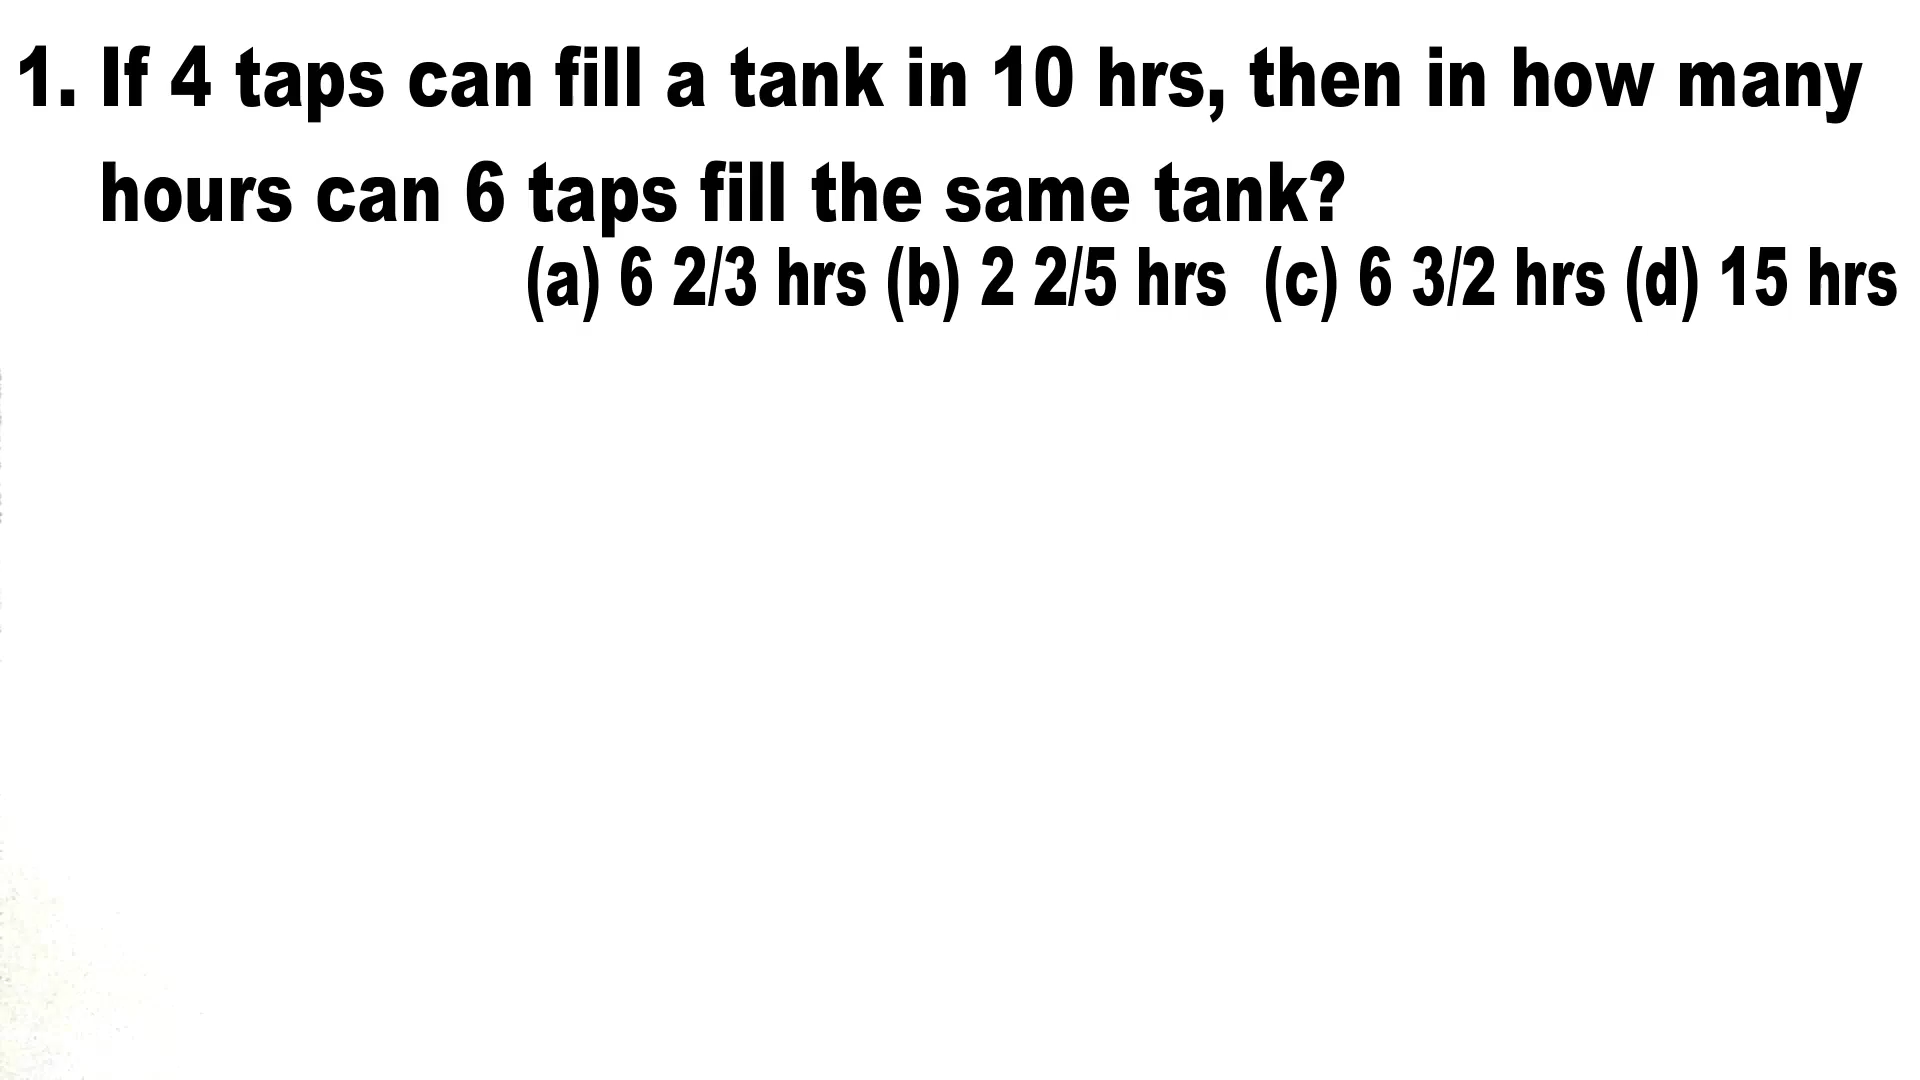 1. If 4 taps can fill a tank in 10 hrs, then in how many
hours can 6 taps fill the same tank?
(a) 6 2/3 hrs (b) 2 2/5 hrs (c) 6 3/2 hrs (d) 15 hrs